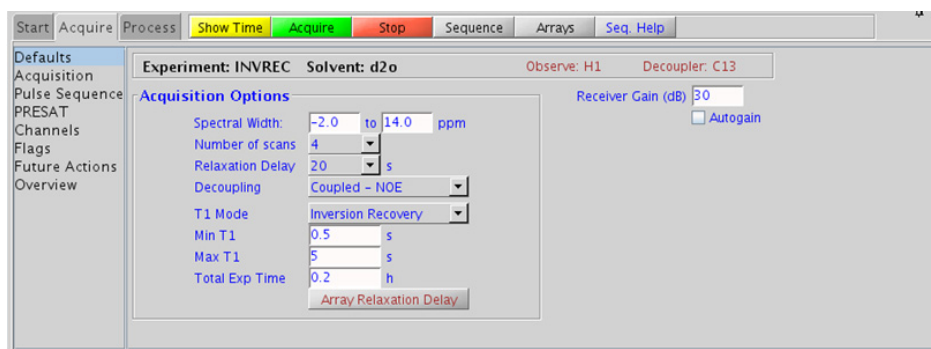 Start Acquire Process Show Time Acquire Stop Sequence Arrays Seq. Help
Defaults
Acquisition
Pulse Sequence
PRESAT
Channels
Flags
Future Actions
Overview
Experiment: INVREC Solvent: d2o Observe: H1 Decoupler: C13
Acquisition Options
Spectral Width: -2.0 to 14.0 ppm
Number of scans 4
Relaxation Delay 20 s
Decoupling Coupled - NOE
T1 Mode Inversion Recovery
Min T1 0.5 s
Max T1 5 s
Total Exp Time 0.2 h
Array Relaxation Delay
Receiver Gain (dB) 30
Autogain